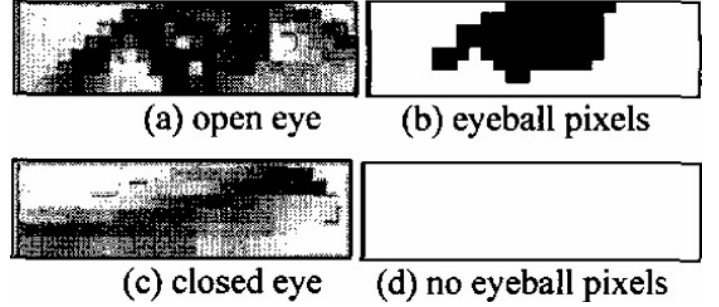 (a) open eye
(b) eyeball pixels
(c) closed eye
(d) no eyeball pixels